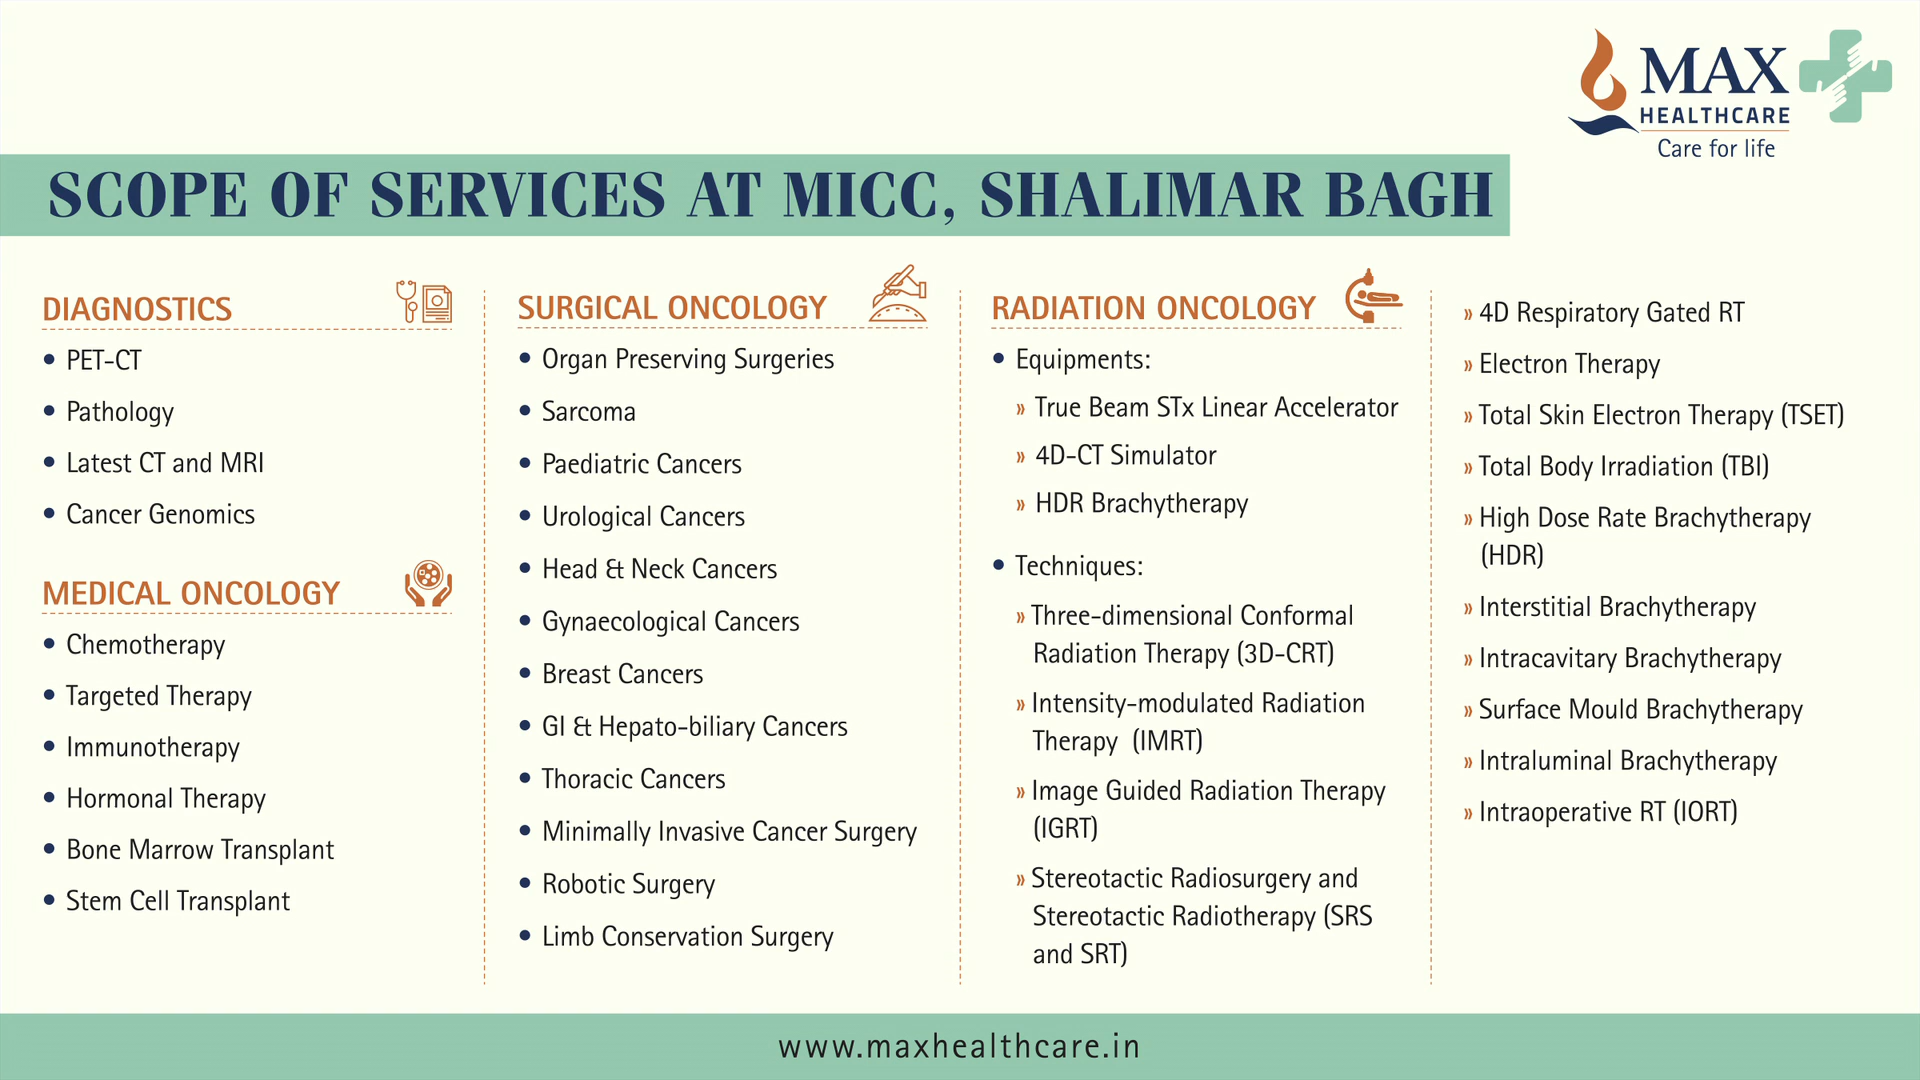 MAX
HEALTHCARE
Care for life
SCOPE OF SERVICES AT MICC, SHALIMAR BAGH
DIAGNOSTICS
• PET-CT
• Pathology
• Latest CT and MRI
• Cancer Genomics
MEDICAL ONCOLOGY
• Chemotherapy
• Targeted Therapy
• Immunotherapy
• Hormonal Therapy
• Bone Marrow Transplant
• Stem Cell Transplant
SURGICAL ONCOLOGY
• Organ Preserving Surgeries
• Sarcoma
• Paediatric Cancers
• Urological Cancers
• Head & Neck Cancers
• Gynaecological Cancers
• Breast Cancers
• GI & Hepato-biliary Cancers
• Thoracic Cancers
• Minimally Invasive Cancer Surgery
• Robotic Surgery
• Limb Conservation Surgery
RADIATION ONCOLOGY
• Equipments:
» True Beam STx Linear Accelerator
» 4D-CT Simulator
» HDR Brachytherapy
• Techniques:
» Three-dimensional Conformal
Radiation Therapy (3D-CRT)
» Intensity-modulated Radiation
Therapy (IMRT)
» Image Guided Radiation Therapy
(IGRT)
» Stereotactic Radiosurgery and
Stereotactic Radiotherapy (SRS
and SRT)
» 4D Respiratory Gated RT
» Electron Therapy
» Total Skin Electron Therapy (TSET)
» Total Body Irradiation (TBI)
» High Dose Rate Brachytherapy
(HDR)
» Interstitial Brachytherapy
» Intracavitary Brachytherapy
» Surface Mould Brachytherapy
» Intraluminal Brachytherapy
» Intraoperative RT (IORT)
www.maxhealthcare.in